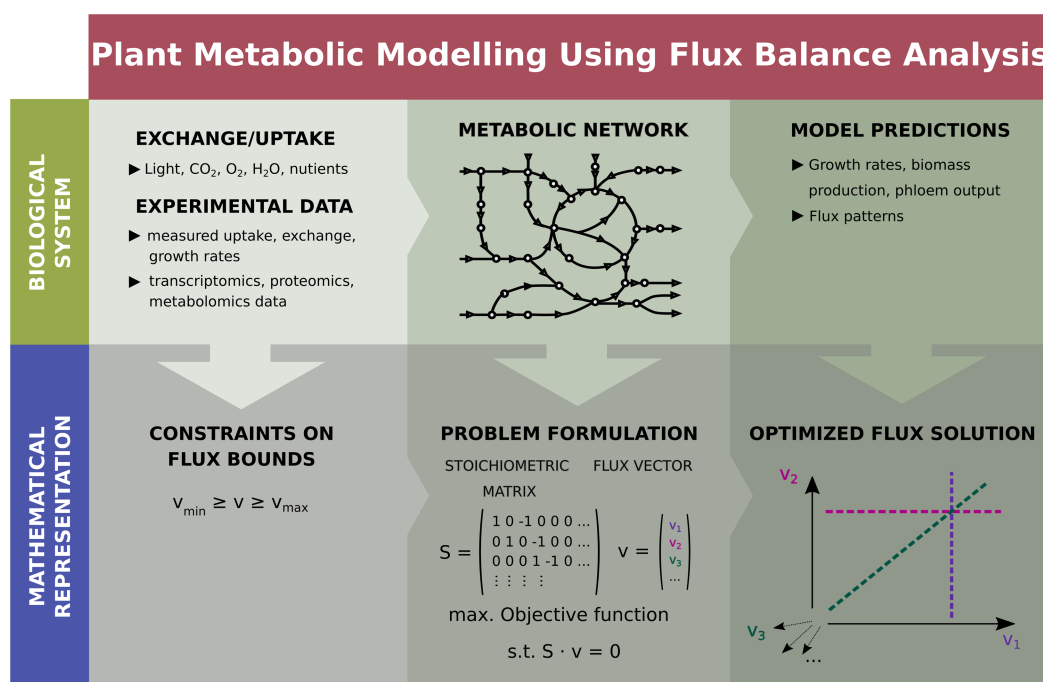 Plant Metabolic Modelling Using Flux Balance Analysis
BIOLOGICAL
SYSTEM
EXCHANGE/UPTAKE
▶ Light, CO₂, O₂, H₂O, nutients
EXPERIMENTAL DATA
▶ measured uptake, exchange,
growth rates
▶ transcriptomics, proteomics,
metabolomics data
METABOLIC NETWORK
MODEL PREDICTIONS
▶ Growth rates, biomass
production, phloem output
▶ Flux patterns
MATHEMATICAL
REPRESENTATION
CONSTRAINTS ON
FLUX BOUNDS
v_min ≥ v ≥ v_max
PROBLEM FORMULATION
STOICHIOMETRIC
MATRIX
FLUX VECTOR
S =
1 0 -1 0 0 0 ...
0 1 0 -1 0 0 ...
0 0 0 1 -1 0 ...
⋮ ⋮ ⋮ ⋮
v =
v₁
v₂
v₃
...
max. Objective function
s.t. S · v = 0
OPTIMIZED FLUX SOLUTION
v₂
v₃
v₁
...